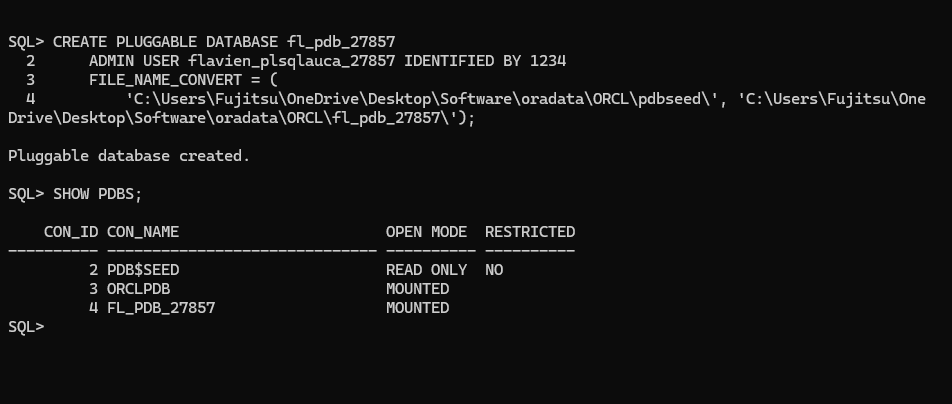 SQL> CREATE PLUGGABLE DATABASE fl_pdb_27857
  2      ADMIN USER flavien_plsqlauca_27857 IDENTIFIED BY 1234
  3      FILE_NAME_CONVERT = (
  4          'C:\Users\Fujitsu\OneDrive\Desktop\Software\oradata\ORCL\pdbseed\', 'C:\Users\Fujitsu\One
Drive\Desktop\Software\oradata\ORCL\fl_pdb_27857\');
Pluggable database created.
SQL> SHOW PDBS;
    CON_ID CON_NAME                       OPEN MODE  RESTRICTED
---------- ------------------------------ ---------- ----------
         2 PDB$SEED                       READ ONLY  NO
         3 ORCLPDB                        MOUNTED
         4 FL_PDB_27857                   MOUNTED
SQL>